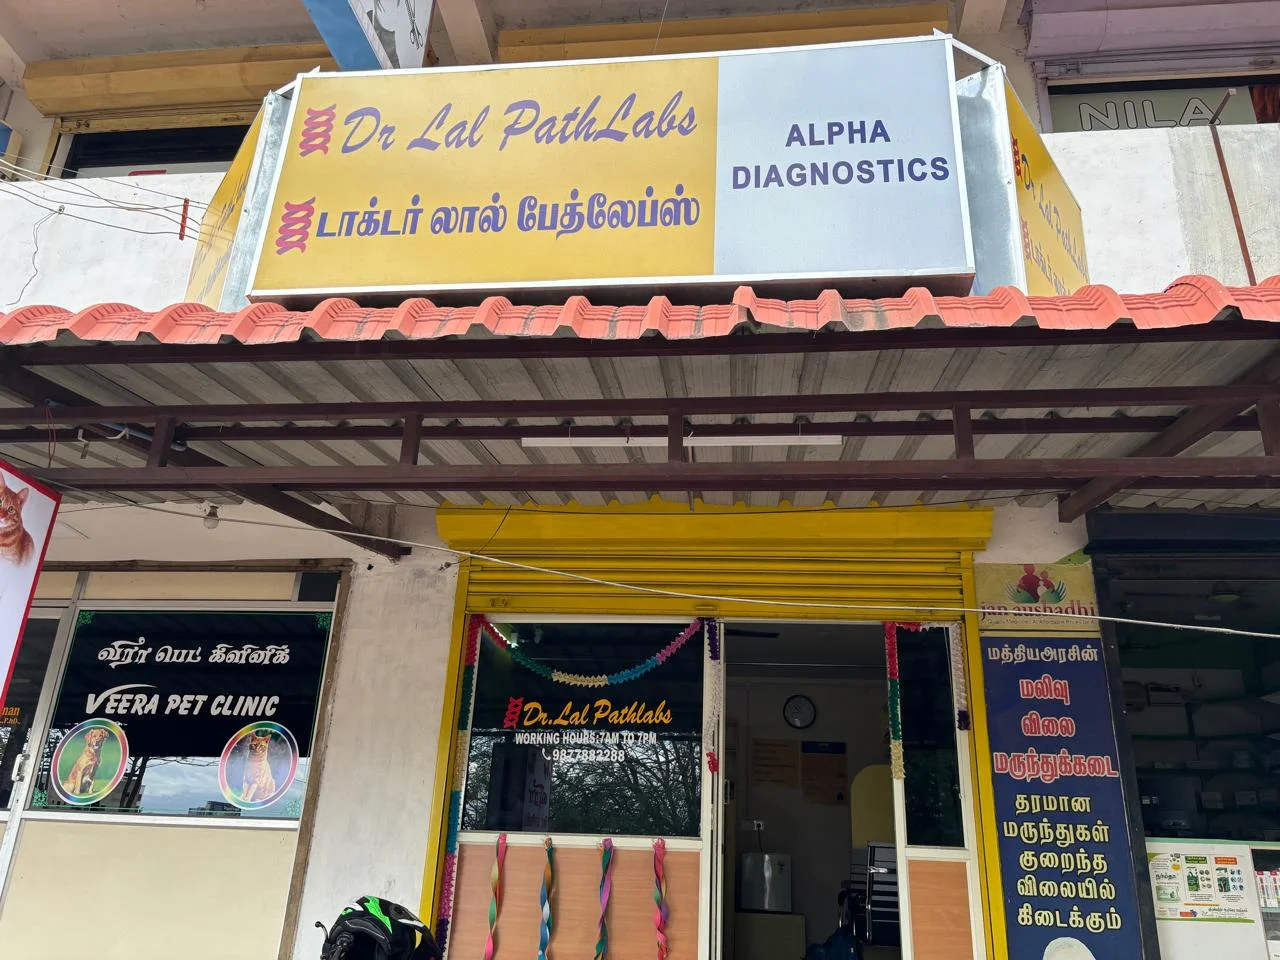 Dr Lal PathLabs
டாக்டர் லால் பேத்லேப்ஸ்
ALPHA
DIAGNOSTICS
NILA
வீரா பெட் கிளினிக்
VEERA PET CLINIC
Dr.Lal Pathlabs
WORKING HOURS:7AM TO 7PM
9877882288
jan aushadhi
மத்தியஅரசின்
மலிவு
விலை
மருந்துக்கடை
தரமான
மருந்துகள்
குறைந்த
விலையில்
கிடைக்கும்